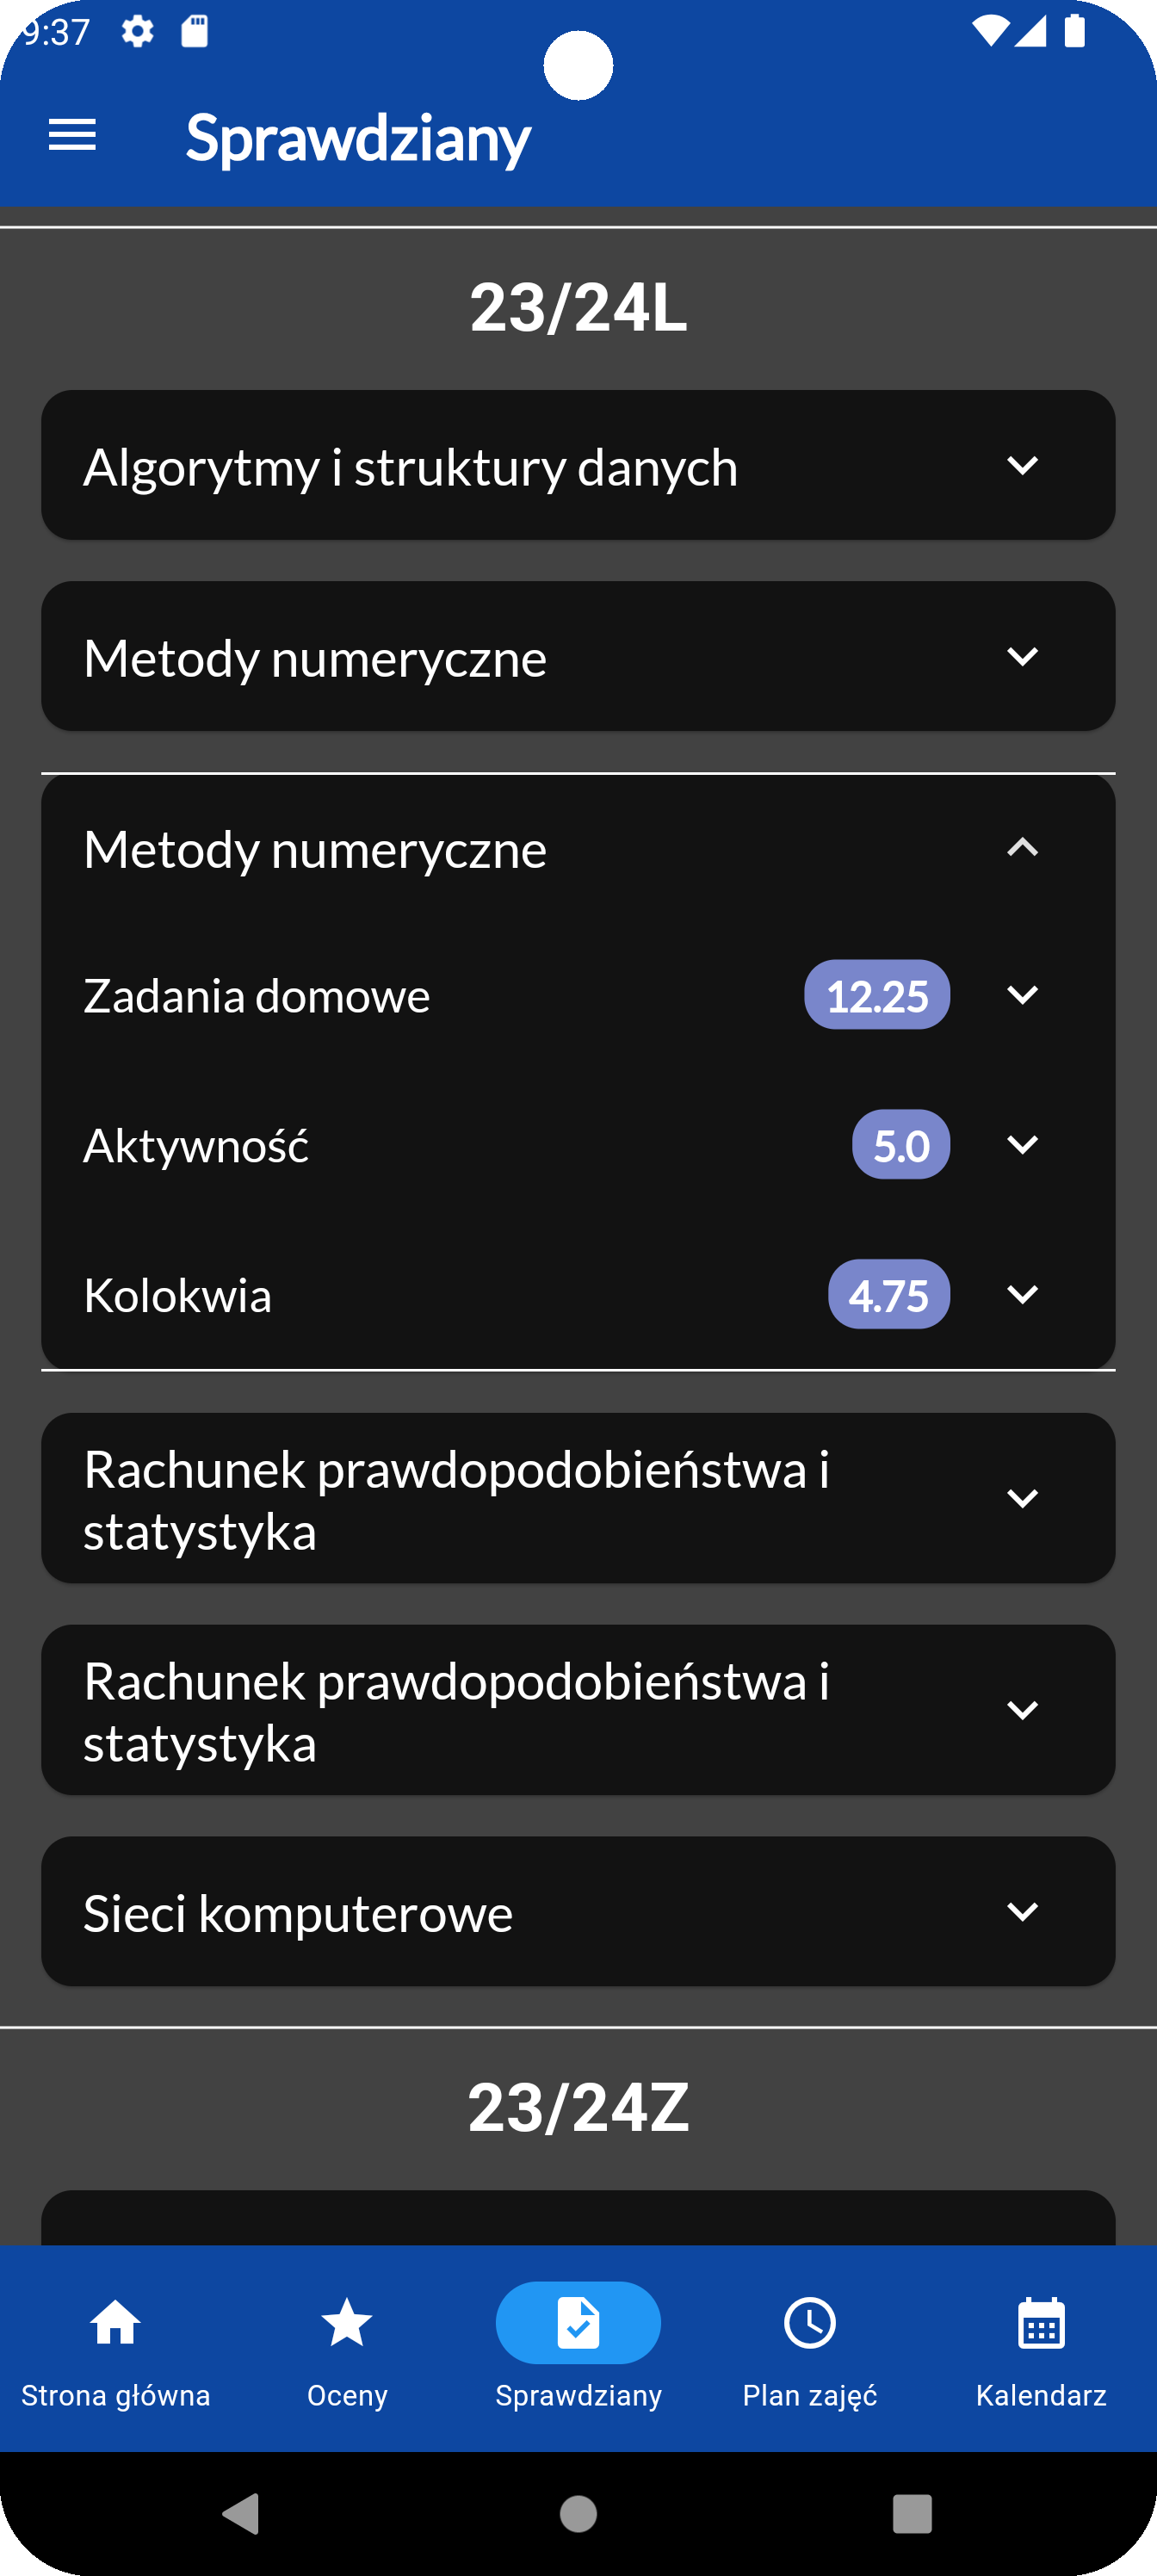 9:37
Sprawdziany
23/24L
Algorytmy i struktury danych
Metody numeryczne
Metody numeryczne
Zadania domowe 12.25
Aktywność 5.0
Kolokwia 4.75
Rachunek prawdopodobieństwa i
statystyka
Rachunek prawdopodobieństwa i
statystyka
Sieci komputerowe
23/24Z
Strona główna Oceny Sprawdziany Plan zajęć Kalendarz